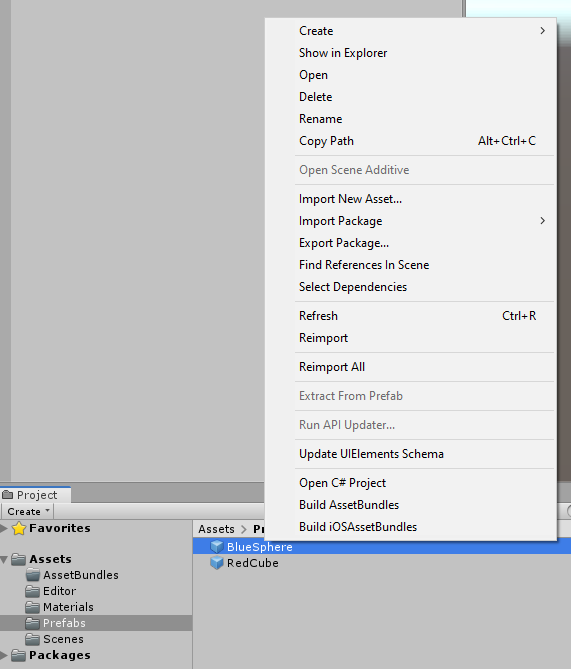 Create
Show in Explorer
Open
Delete
Rename
Copy Path Alt+Ctrl+C
Open Scene Additive
Import New Asset...
Import Package
Export Package...
Find References In Scene
Select Dependencies
Refresh Ctrl+R
Reimport
Reimport All
Extract From Prefab
Run API Updater...
Update UIElements Schema
Open C# Project
Build AssetBundles
Build iOSAssetBundles
Project
Create
Favorites
Assets
AssetBundles
Editor
Materials
Prefabs
Scenes
Packages
Assets
BlueSphere
RedCube